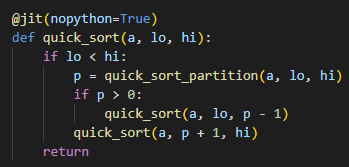 @jit(nopython=True)
def quick_sort(a, lo, hi):
    if lo < hi:
        p = quick_sort_partition(a, lo, hi)
        if p > 0:
            quick_sort(a, lo, p - 1)
        quick_sort(a, p + 1, hi)
    return